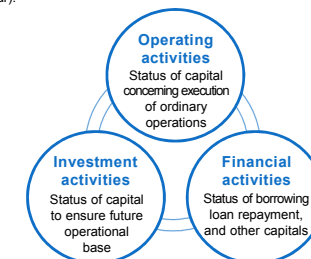 Operating
activities
Status of capital
concerning execution
of ordinary
operations
Investment
activities
Status of capital
to ensure future
operational
base
Financial
activities
Status of borrowing
loan repayment,
and other capitals